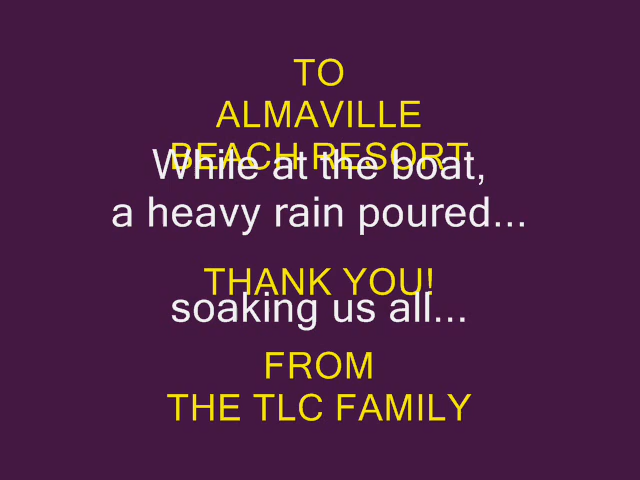 TO
ALMAVILLE
BEACH RESORT
While at the boat,
a heavy rain poured...
THANK YOU!
soaking us all...
FROM
THE TLC FAMILY